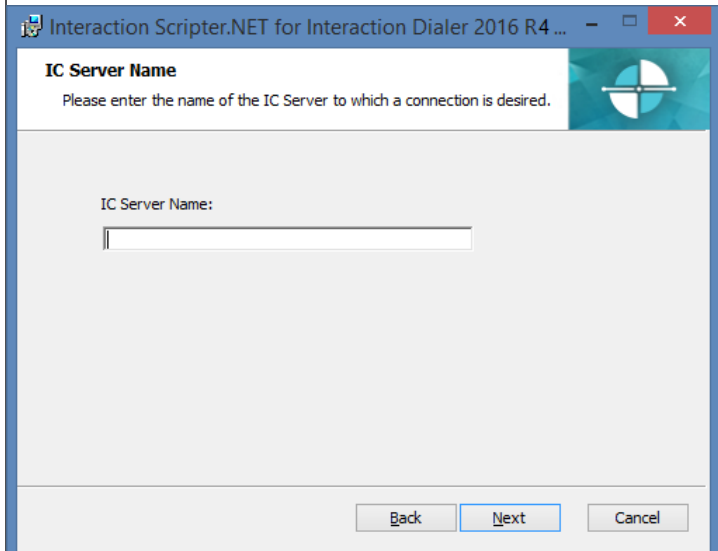 Interaction Scripter.NET for Interaction Dialer 2016 R4 ...
IC Server Name
Please enter the name of the IC Server to which a connection is desired.
IC Server Name:
Back Next Cancel